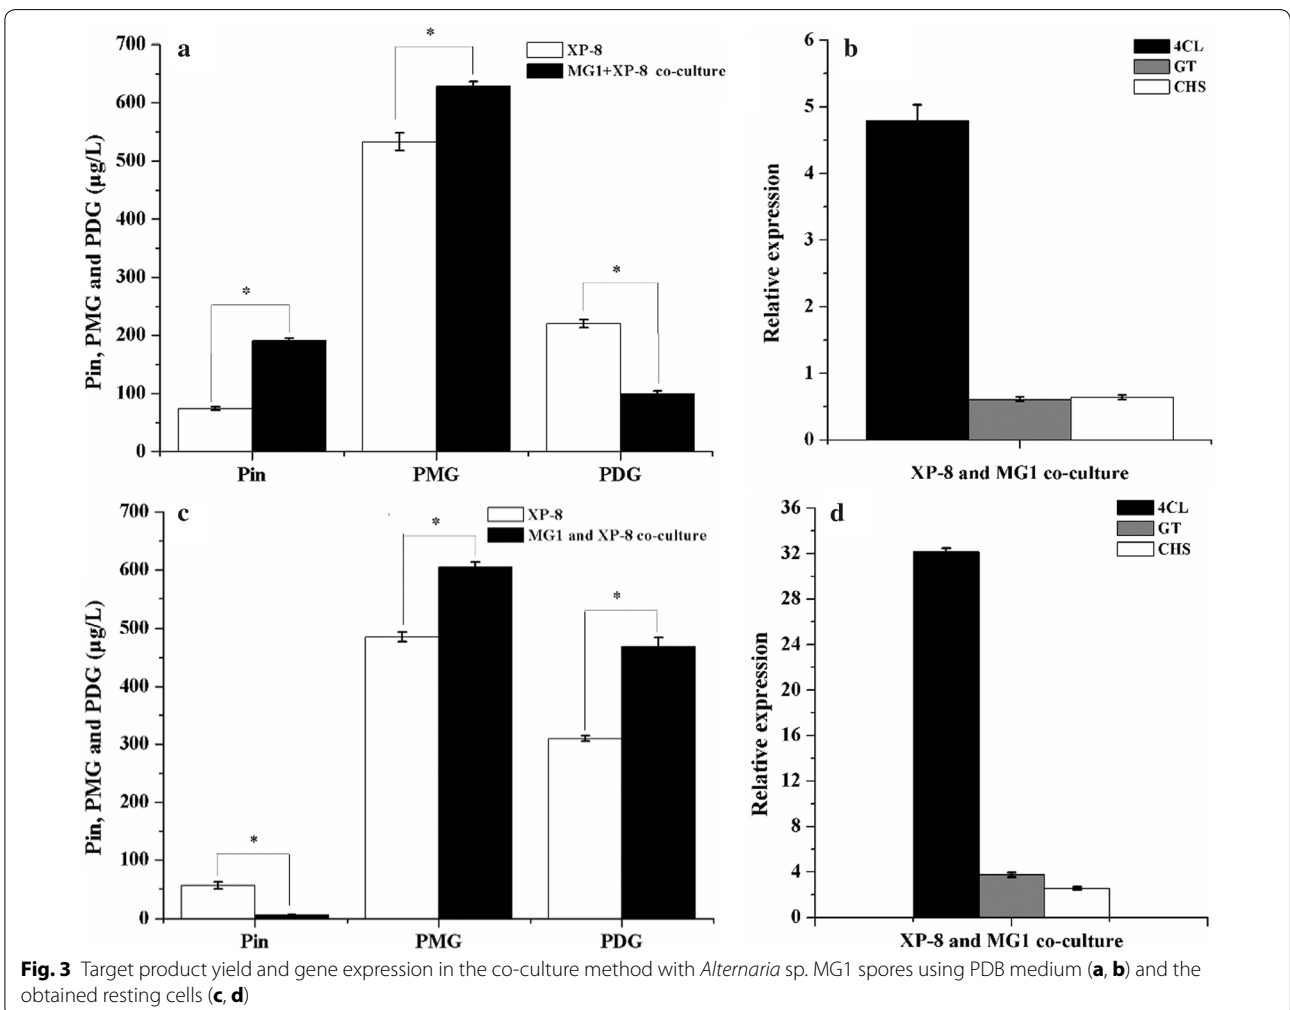 a
XP-8
MG1+XP-8 co-culture
*
*
*
Pin, PMG and PDG (µg/L)
700
600
500
400
300
200
100
0
Pin PMG PDG
b
4CL
GT
CHS
Relative expression
6
5
4
3
2
1
0
XP-8 and MG1 co-culture
c
XP-8
MG1 and XP-8 co-culture
*
*
*
Pin, PMG and PDG (µg/L)
700
600
500
400
300
200
100
0
Pin PMG PDG
d
4CL
GT
CHS
Relative expression
36
32
28
24
20
16
12
8
4
0
XP-8 and MG1 co-culture
Fig. 3 Target product yield and gene expression in the co-culture method with Alternaria sp. MG1 spores using PDB medium (a, b) and the
obtained resting cells (c, d)